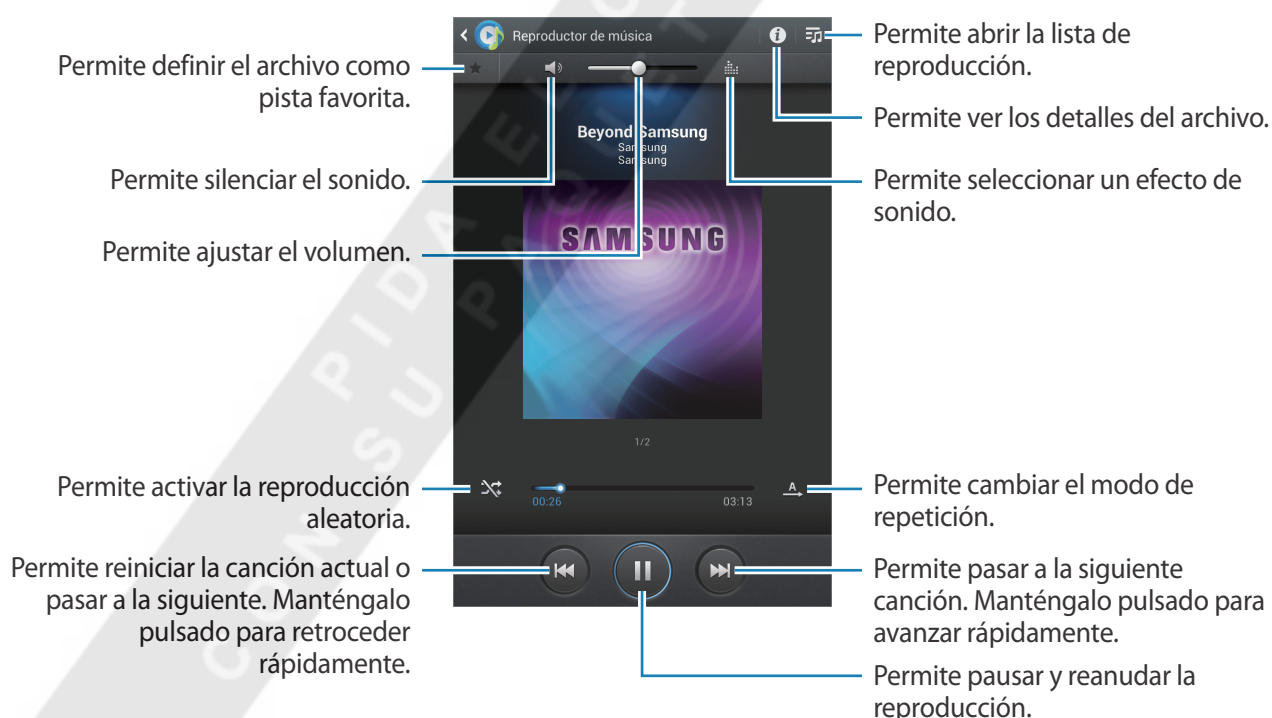 Reproductor de música
Permite definir el archivo como
pista favorita.
Permite silenciar el sonido.
Permite ajustar el volumen.
Permite activar la reproducción
aleatoria.
Permite reiniciar la canción actual o
pasar a la siguiente. Manténgalo
pulsado para retroceder
rápidamente.
Beyond Samsung
Samsung
Samsung
SAMSUNG
1/2
00:26
03:13
A
Permite abrir la lista de
reproducción.
Permite ver los detalles del archivo.
Permite seleccionar un efecto de
sonido.
Permite cambiar el modo de
repetición.
Permite pasar a la siguiente
canción. Manténgalo pulsado para
avanzar rápidamente.
Permite pausar y reanudar la
reproducción.